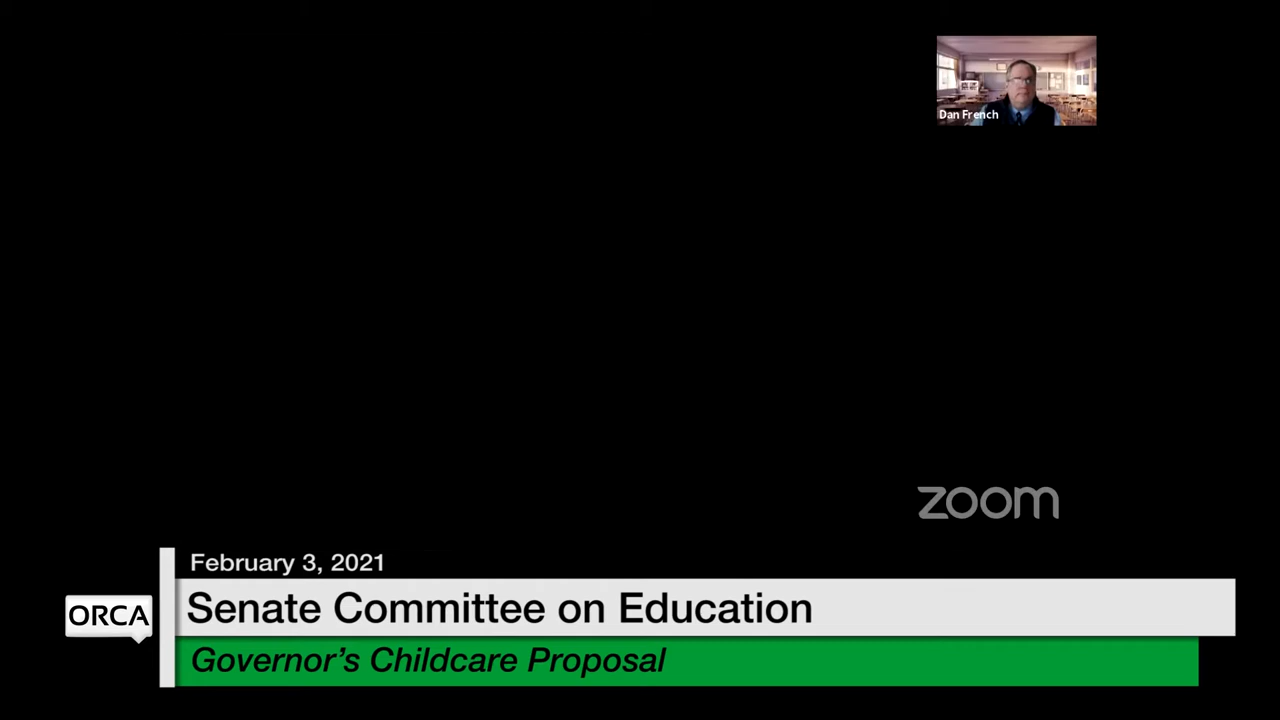 Dan French
zoom
February 3, 2021
ORCA
Senate Committee on Education
Governor's Childcare Proposal